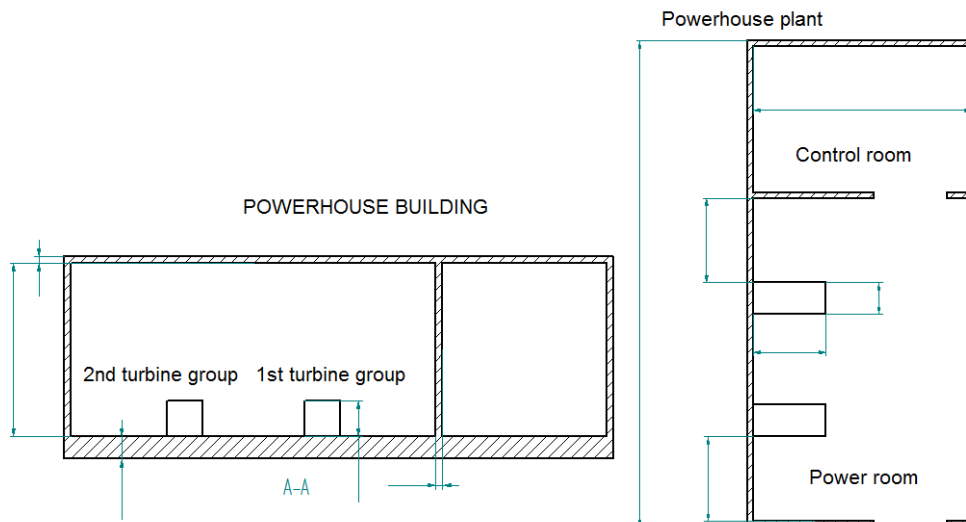 Powerhouse plant
Control room
POWERHOUSE BUILDING
2nd turbine group
1st turbine group
Power room
A-A